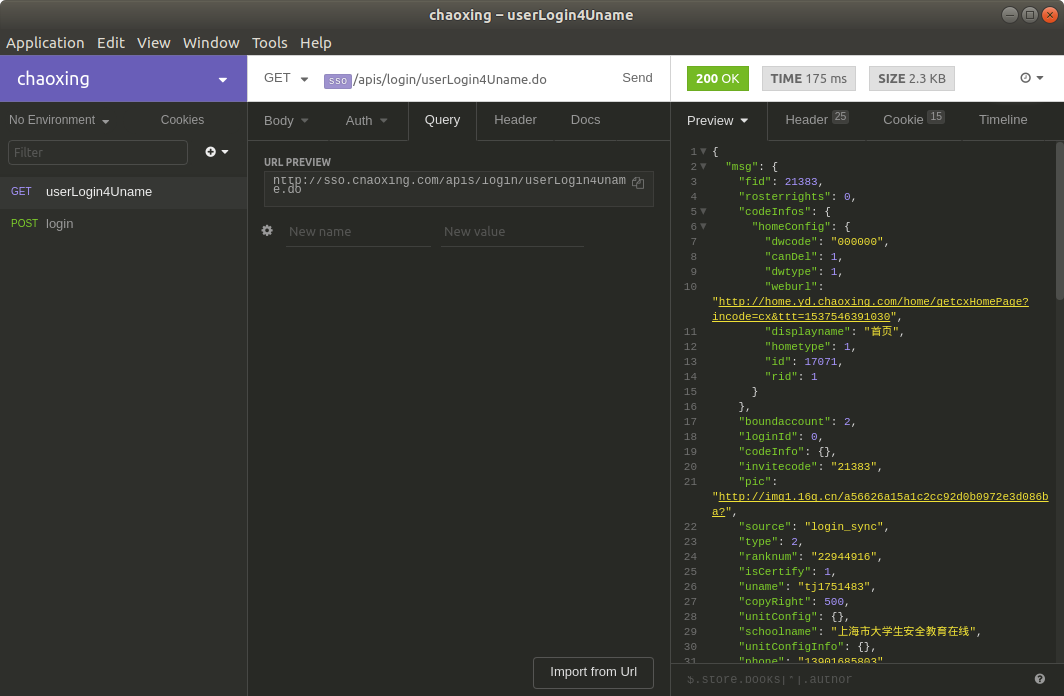 chaoxing – userLogin4Uname
Application Edit View Window Tools Help
chaoxing
GET sso/apis/login/userLogin4Uname.do Send
200 OK TIME 175 ms SIZE 2.3 KB
No Environment Cookies
Body Auth Query Header Docs
Preview Header 25 Cookie 15 Timeline
Filter
GET userLogin4Uname
POST login
URL PREVIEW
http://sso.chaoxing.com/apis/login/userLogin4Unam
e.do
New name New value
Import from Url
1 {
2 "msg": {
3 "fid": 21383,
4 "rosterrights": 0,
5 "codeInfos": {
6 "homeConfig": {
7 "dwcode": "000000",
8 "canDel": 1,
9 "dwtype": 1,
10 "weburl":
"http://home.yd.chaoxing.com/home/getcxHomePage?
incode=cx&ttt=1537546391030",
11 "displayname": "首页",
12 "hometype": 1,
13 "id": 17071,
14 "rid": 1
15 }
16 },
17 "boundaccount": 2,
18 "loginId": 0,
19 "codeInfo": {},
20 "invitecode": "21383",
21 "pic":
"http://img1.16q.cn/a56626a15a1c2cc92d0b0972e3d086b
a?",
22 "source": "login_sync",
23 "type": 2,
24 "ranknum": "22944916",
25 "isCertify": 1,
26 "uname": "tj1751483",
27 "copyRight": 500,
28 "unitConfig": {},
29 "schoolname": "上海市大学生安全教育在线",
30 "unitConfigInfo": {},
31 "phone": "13901685803"
$.store.books[*].author